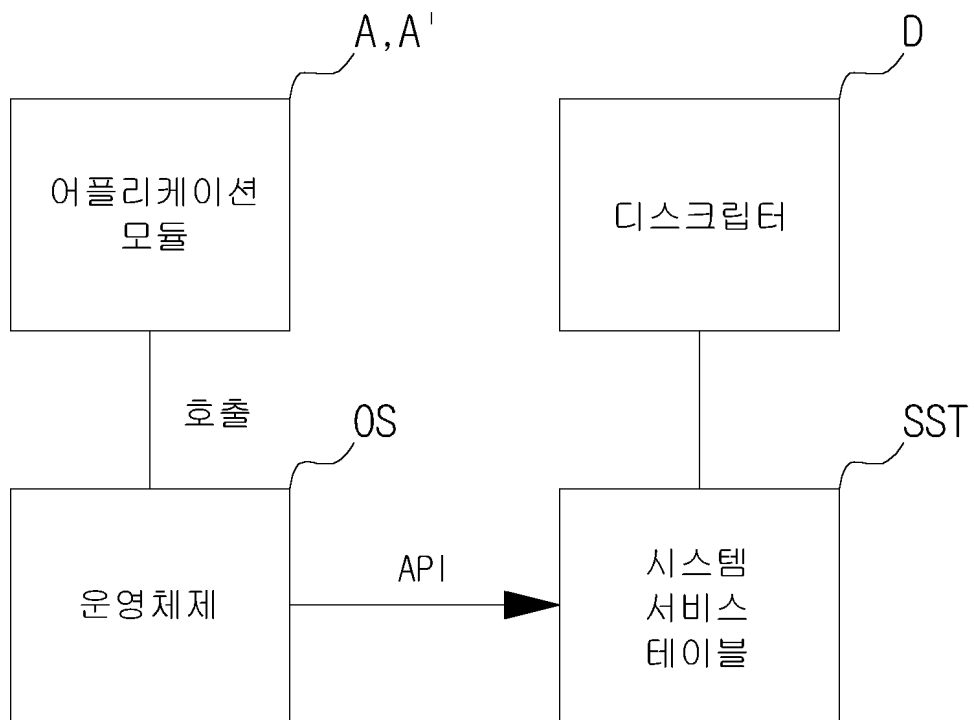 A,A'
D
어플리케이션
모듈
디스크립터
호출
OS
SST
API
운영체제
시스템
서비스
테이블